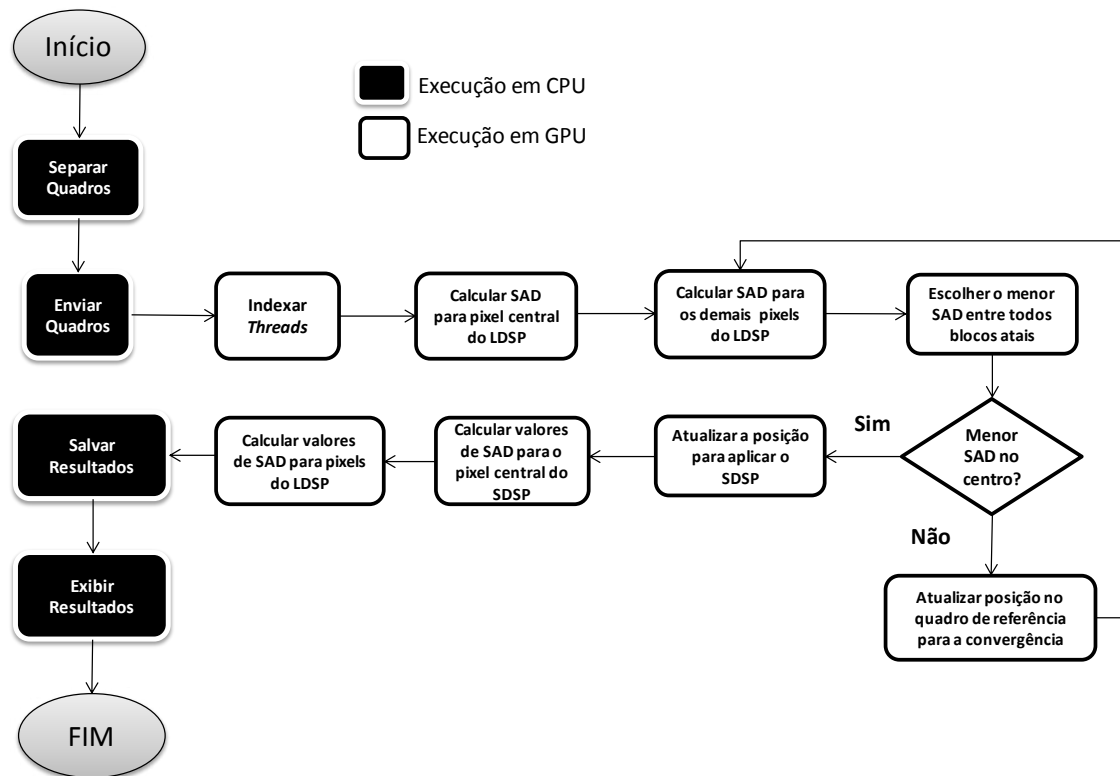 Início
Execução em CPU
Execução em GPU
Separar
Quadros
Enviar
Quadros
Indexar
Threads
Calcular SAD
para pixel central
do LDSP
Calcular SAD para
os demais pixels
do LDSP
Escolher o menor
SAD entre todos
blocos atais
Menor
SAD no
centro?
Sim
Não
Atualizar a posição
para aplicar o
SDSP
Calcular valores
de SAD para o
pixel central do
SDSP
Calcular valores
de SAD para pixels
do LDSP
Salvar
Resultados
Exibir
Resultados
FIM
Atualizar posição no
quadro de referência
para a convergência